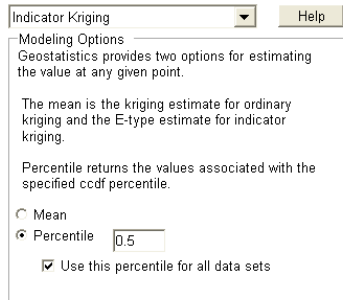 Indicator Kriging
Help
Modeling Options
Geostatistics provides two options for estimating
the value at any given point.
The mean is the kriging estimate for ordinary
kriging and the E-type estimate for indicator
kriging.
Percentile returns the values associated with the
specified ccdf percentile.
Mean
Percentile 0.5
Use this percentile for all data sets